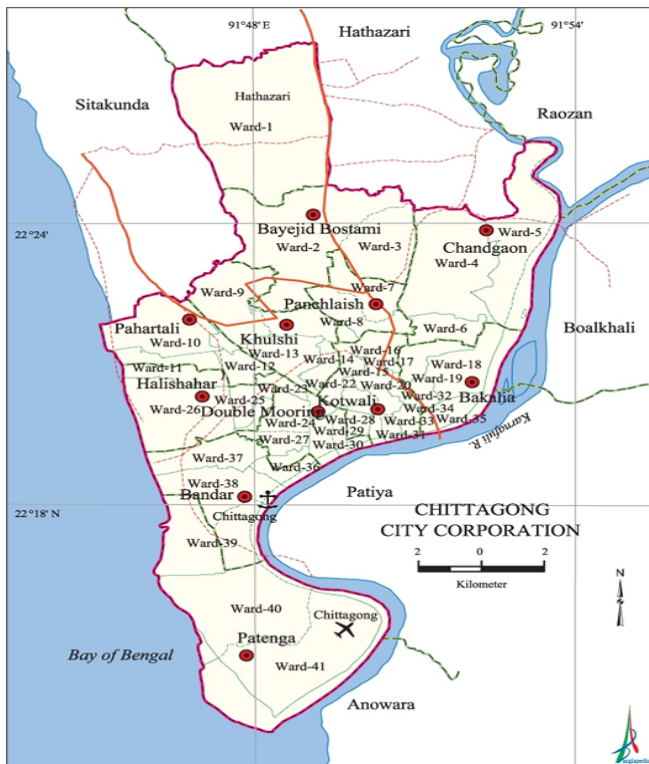 91°48' E
91°54'
Hathazari
Sitakunda
Hathazari
Ward-1
Raozan
22°24'
Bayejid Bostami
Ward-2
Ward-3
Ward-5
Chandgaon
Ward-4
Ward-9
Ward-7
Panchlaish
Pahartali
Ward-10
Khulshi
Ward-8
Ward-6
Boalkhali
Ward-11
Ward-12
Ward-13
Ward-14
Ward-16
Ward-17
Ward-15
Ward-18
Halishahar
Ward-23
Ward-22
Ward-20
Ward-19
Ward-26
Ward-25
Kotwali
Ward-32
Bakalia
Double Mooring
Ward-24
Ward-28
Ward-34
Ward-33
Ward-35
Ward-27
Ward-29
Ward-30
Ward-31
Karnafuli R.
Ward-37
Ward-36
Ward-38
Bandar
Patiya
Chittagong
22°18' N
CHITTAGONG
CITY CORPORATION
Ward-39
2 0 2
Kilometer
N
Ward-40
Chittagong
Patenga
Bay of Bengal
Ward-41
Anowara
anglapedia